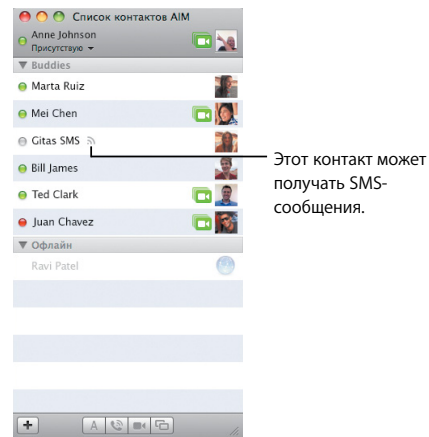 Список контактов AIM
Anne Johnson
Присутствую
Buddies
Marta Ruiz
Mei Chen
Gitas SMS
Bill James
Ted Clark
Juan Chavez
Офлайн
Ravi Patel
A
Этот контакт может
получать SMS-
сообщения.